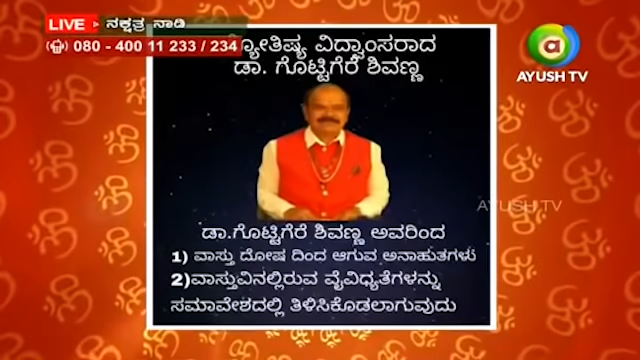 LIVE ನಕ್ಷತ್ರ ನಾಡಿ
080 - 400 11 233 / 234
AYUSH TV
ಜ್ಯೋತಿಷ್ಯ ವಿದ್ವಾಂಸರಾದ
ಡಾ. ಗೊಟ್ಟಿಗೆರೆ ಶಿವಣ್ಣ
AYUSH TV
ಡಾ.ಗೊಟ್ಟಿಗೆರೆ ಶಿವಣ್ಣ ಅವರಿಂದ
1) ವಾಸ್ತು ದೋಷ ದಿಂದ ಆಗುವ ಅನಾಹುತಗಳು
2)ವಾಸ್ತುವಿನಲ್ಲಿರುವ ವೈವಿಧ್ಯತೆಗಳನ್ನು
ಸಮಾವೇಶದಲ್ಲಿ ತಿಳಿಸಿಕೊಡಲಾಗುವುದು